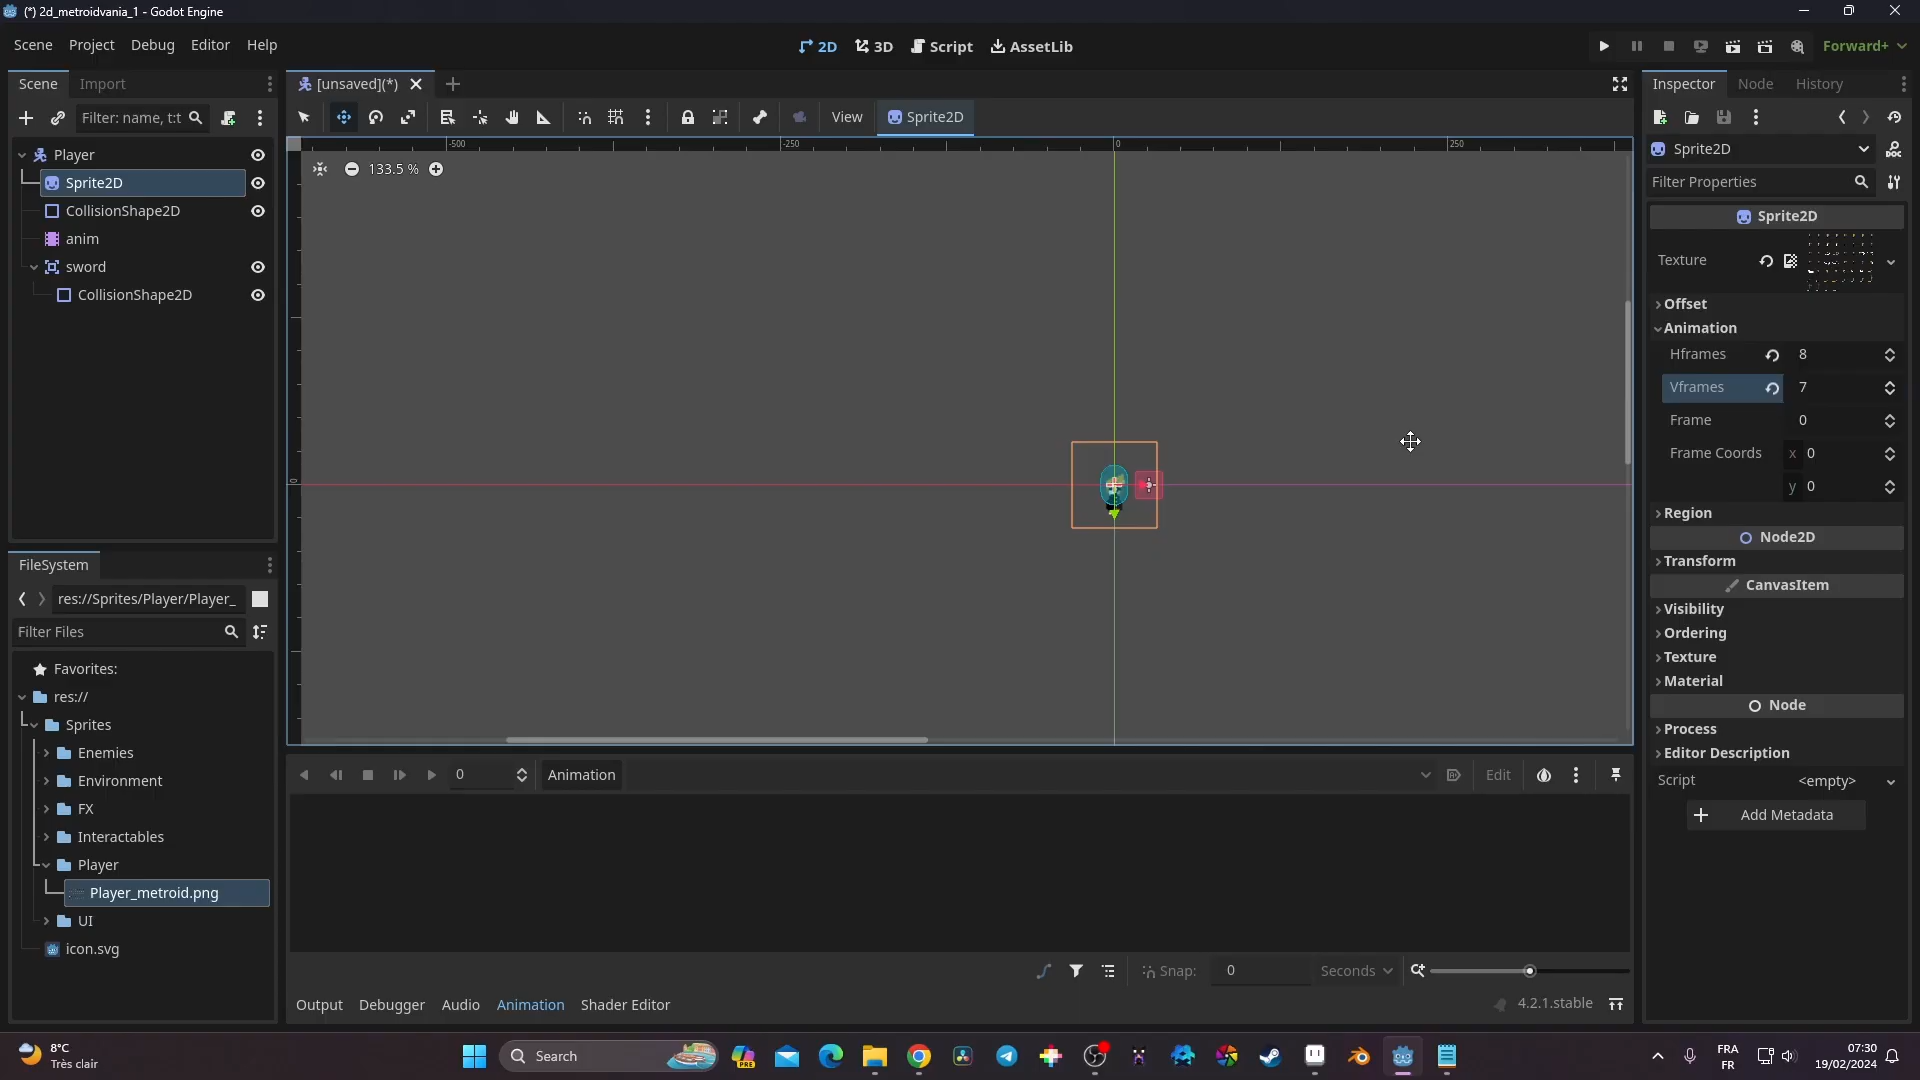 (*) 2d_metroidvania_1 - Godot Engine
Scene Project Debug Editor Help
2D 3D Script AssetLib
Forward+
Scene Import
[unsaved](*)
Inspector Node History
Filter: name, t:t
View
Sprite2D
Sprite2D
Filter Properties
-500 -250 0 250
0
133.5 %
Player
Sprite2D
CollisionShape2D
anim
sword
CollisionShape2D
Sprite2D
Texture
Offset
Animation
Hframes 8
Vframes 7
Frame 0
Frame Coords x 0
y 0
Region
Node2D
Transform
CanvasItem
Visibility
Ordering
Texture
Material
Node
Process
Editor Description
Script <empty>
Add Metadata
FileSystem
res://Sprites/Player/Player_
Filter Files
Favorites:
res://
Sprites
Enemies
Environment
FX
Interactables
Player
Player_metroid.png
UI
icon.svg
0 Animation Edit
Snap: 0 Seconds
Output Debugger Audio Animation Shader Editor
4.2.1.stable
8°C
Très clair
Search
PRE
FRA
FR
07:30
19/02/2024